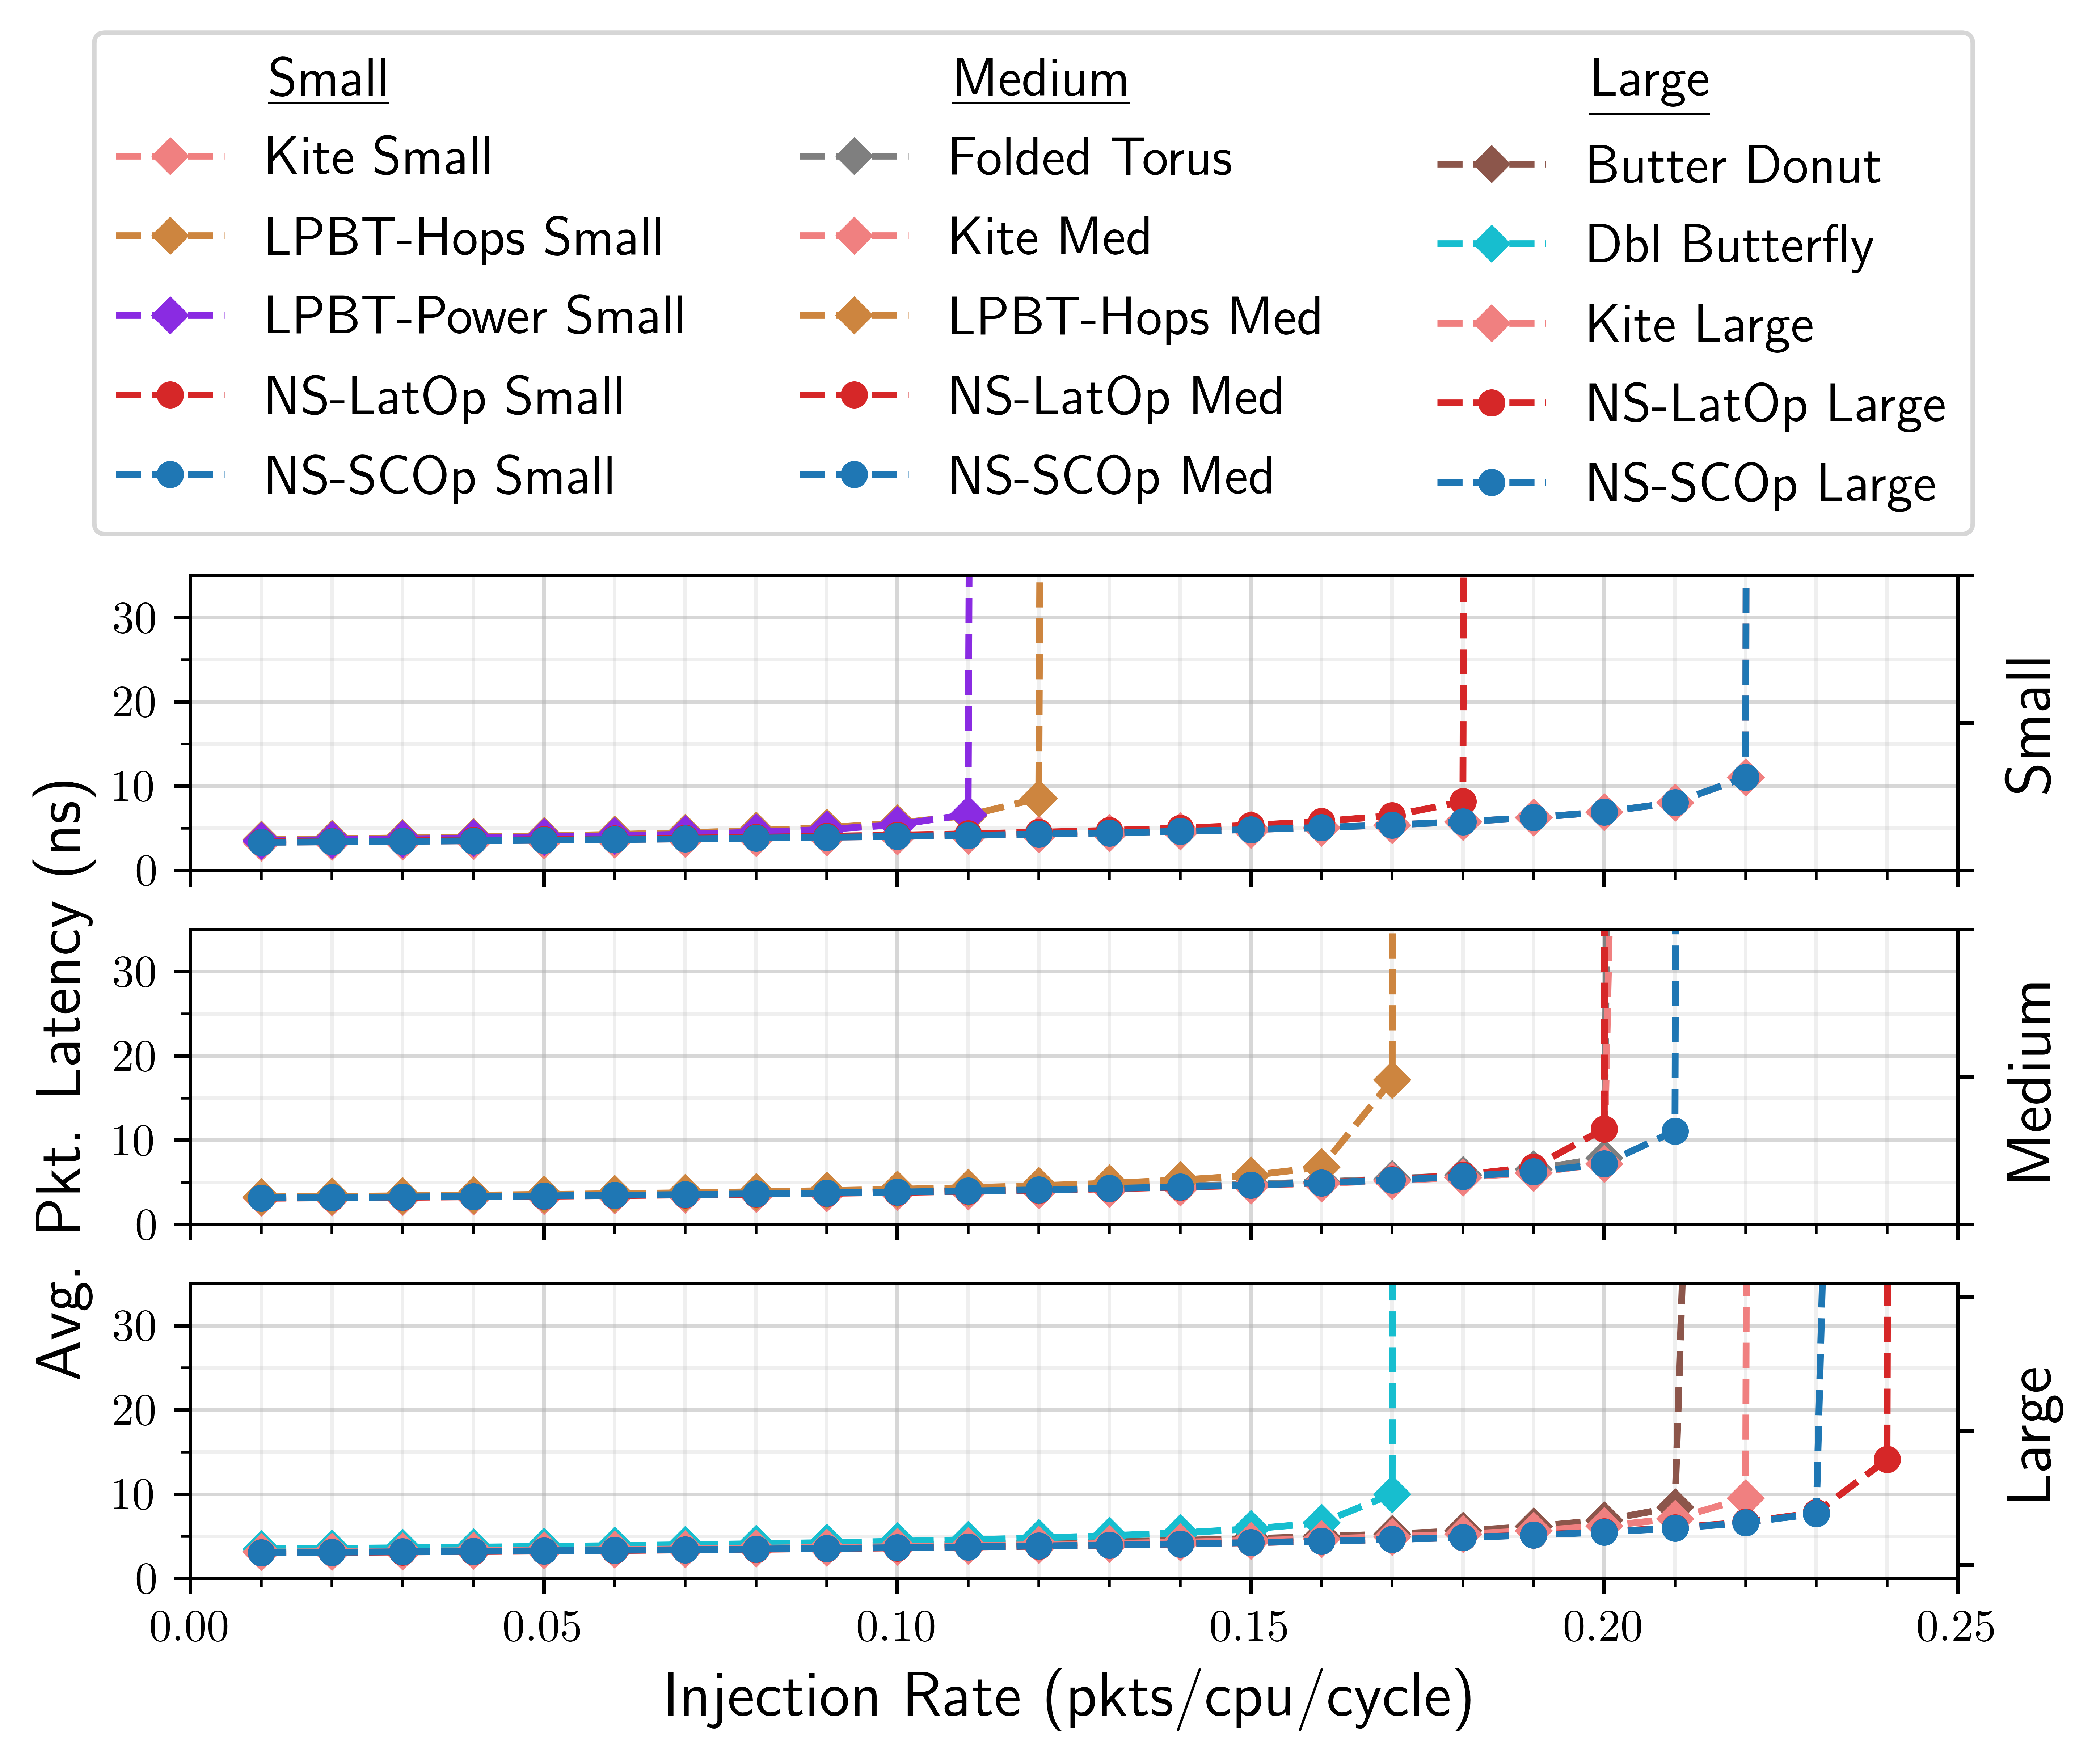 Small
Kite Small
LPBT-Hops Small
LPBT-Power Small
NS-LatOp Small
NS-SCOp Small
Medium
Folded Torus
Kite Med
LPBT-Hops Med
NS-LatOp Med
NS-SCOp Med
Large
Butter Donut
Dbl Butterfly
Kite Large
NS-LatOp Large
NS-SCOp Large
Avg. Pkt. Latency (ns)
30
20
10
0
Small
30
20
10
0
Medium
30
20
10
0
Large
0.00 0.05 0.10 0.15 0.20 0.25
Injection Rate (pkts/cpu/cycle)